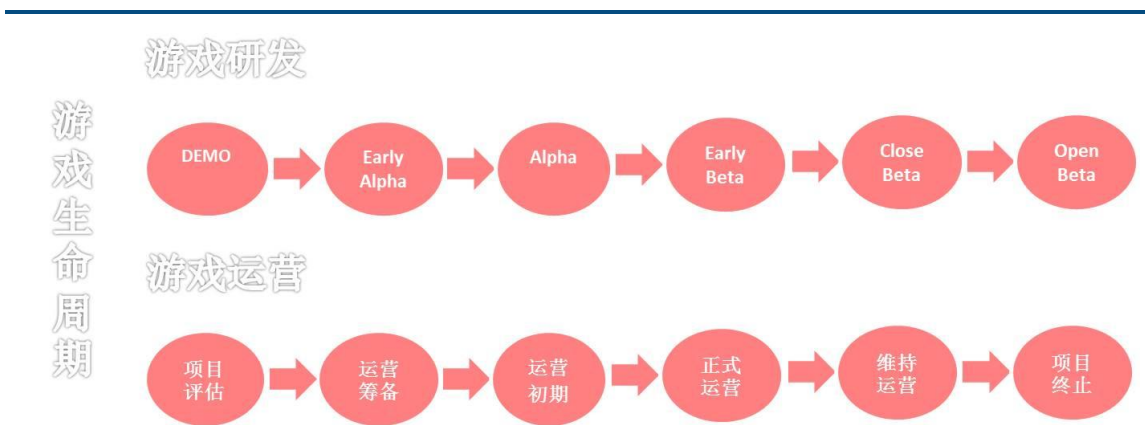 游戏生命周期
游戏研发
DEMO
Early
Alpha
Alpha
Early
Beta
Close
Beta
Open
Beta
游戏运营
项目
评估
运营
筹备
运营
初期
正式
运营
维持
运营
项目
终止